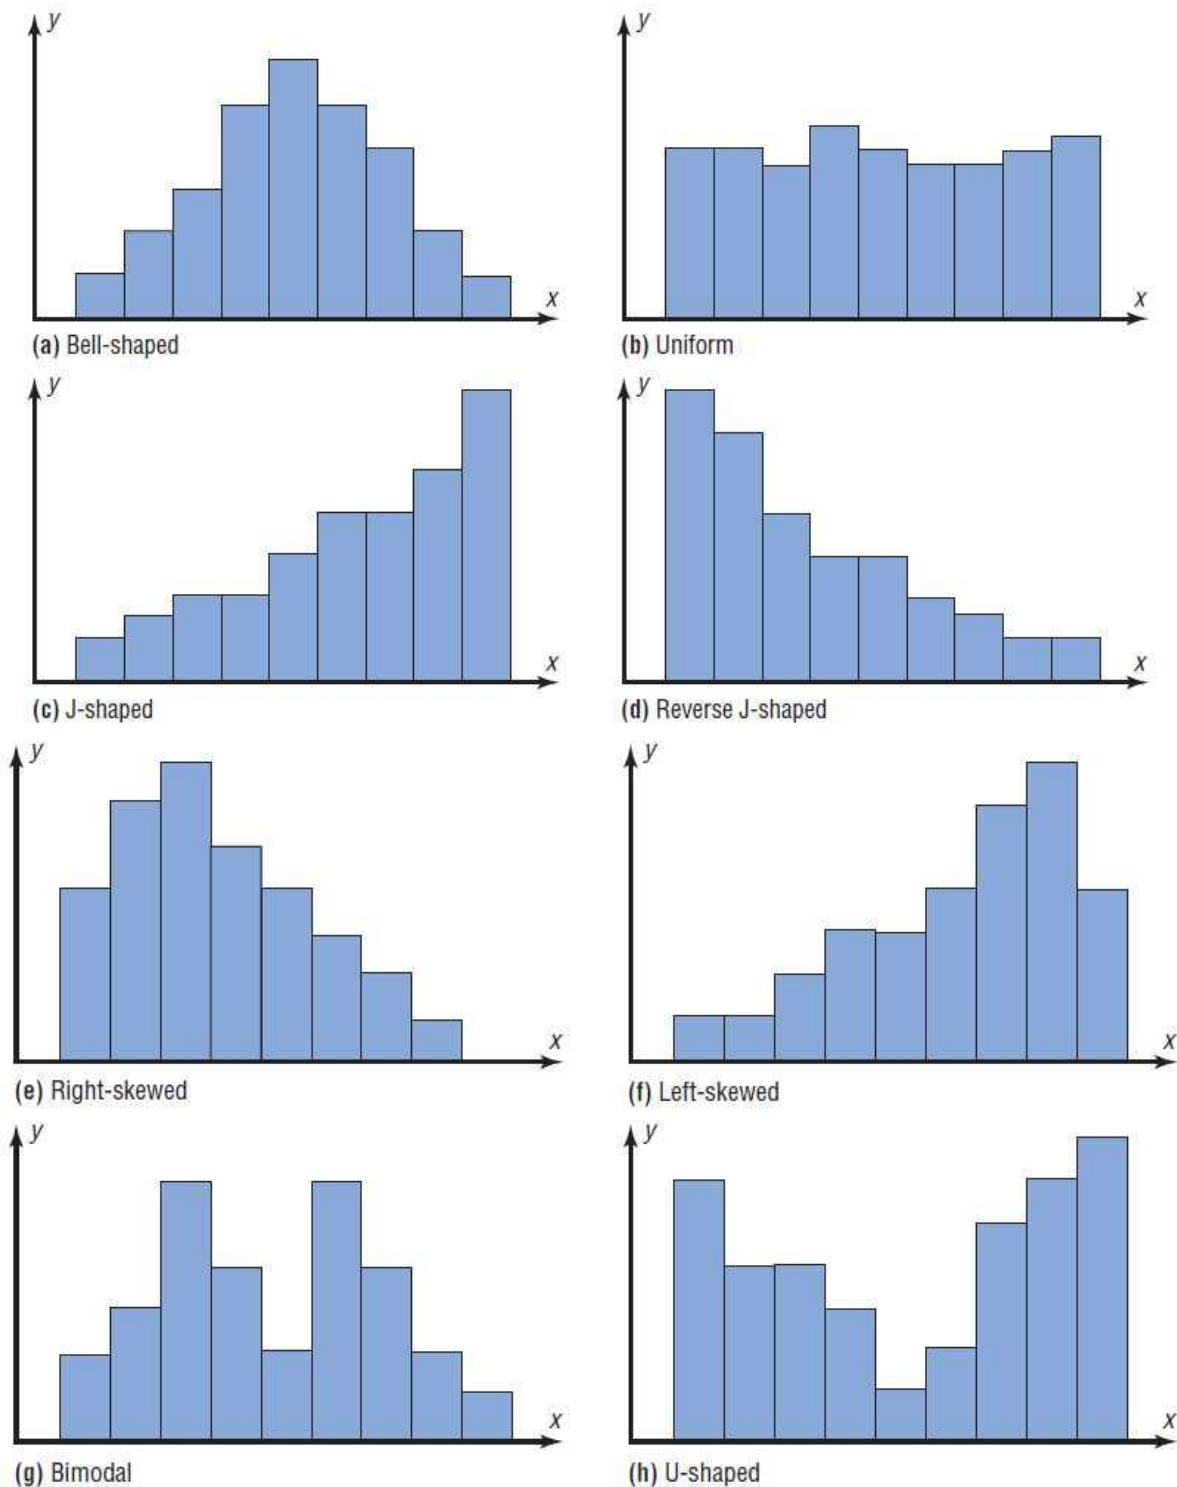 y
y
x
x
(a) Bell-shaped
(b) Uniform
y
y
x
x
(c) J-shaped
(d) Reverse J-shaped
y
y
x
x
(e) Right-skewed
(f) Left-skewed
y
y
x
x
(g) Bimodal
(h) U-shaped